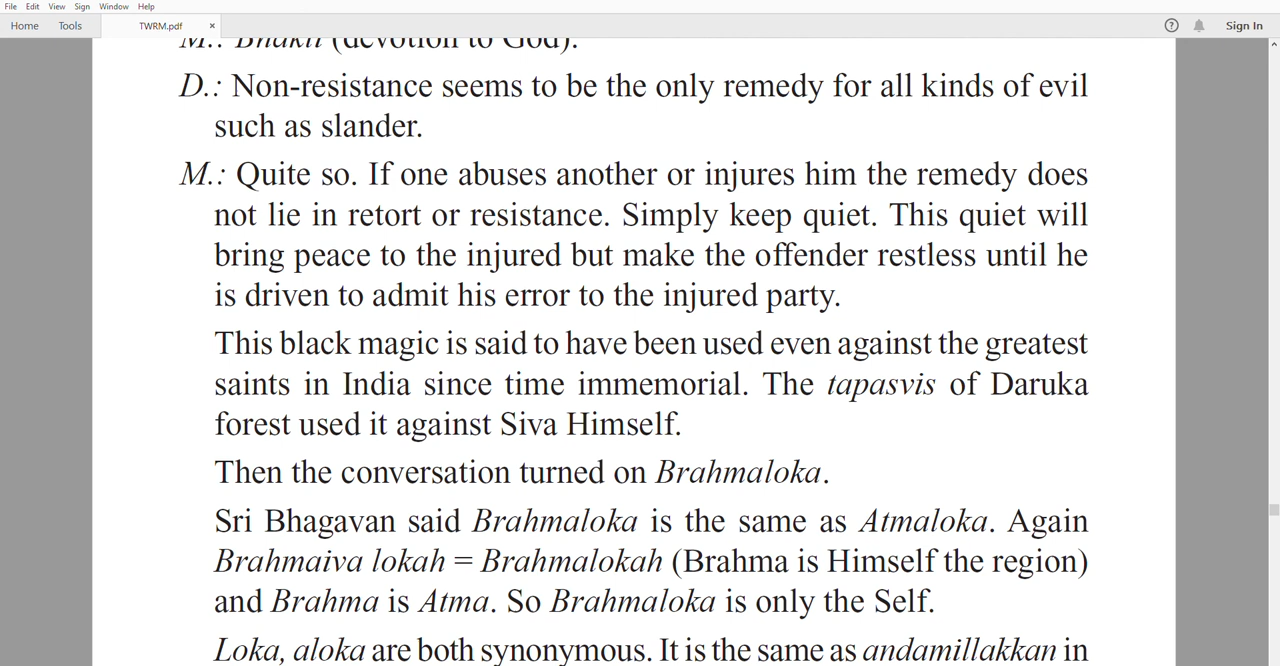 File Edit View Sign Window Help
Home Tools TWRM.pdf × Sign In
M.: Bhakti (devotion to God).
D.: Non-resistance seems to be the only remedy for all kinds of evil
such as slander.
M.: Quite so. If one abuses another or injures him the remedy does
not lie in retort or resistance. Simply keep quiet. This quiet will
bring peace to the injured but make the offender restless until he
is driven to admit his error to the injured party.
This black magic is said to have been used even against the greatest
saints in India since time immemorial. The tapasvis of Daruka
forest used it against Siva Himself.
Then the conversation turned on Brahmaloka.
Sri Bhagavan said Brahmaloka is the same as Atmaloka. Again
Brahmaiva lokah = Brahmalokah (Brahma is Himself the region)
and Brahma is Atma. So Brahmaloka is only the Self.
Loka, aloka are both synonymous. It is the same as andamillakkan in